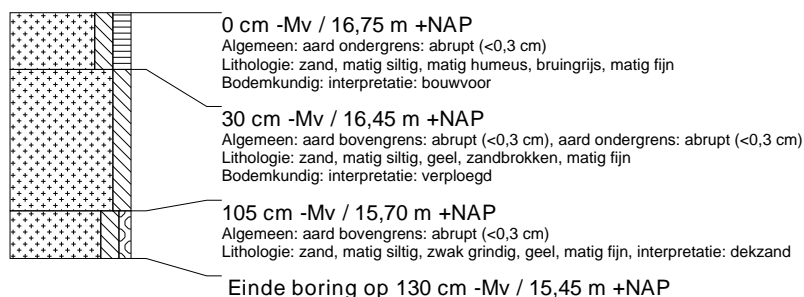 0 cm -Mv / 16,75 m +NAP
Algemeen: aard ondergrens: abrupt (<0,3 cm)
Lithologie: zand, matig siltig, matig humeus, bruingrijs, matig fijn
Bodemkundig: interpretatie: bouwvoor
30 cm -Mv / 16,45 m +NAP
Algemeen: aard bovengrens: abrupt (<0,3 cm), aard ondergrens: abrupt (<0,3 cm)
Lithologie: zand, matig siltig, geel, zandbrokken, matig fijn
Bodemkundig: interpretatie: verploegd
105 cm -Mv / 15,70 m +NAP
Algemeen: aard bovengrens: abrupt (<0,3 cm)
Lithologie: zand, matig siltig, zwak grindig, geel, matig fijn, interpretatie: dekzand
Einde boring op 130 cm -Mv / 15,45 m +NAP